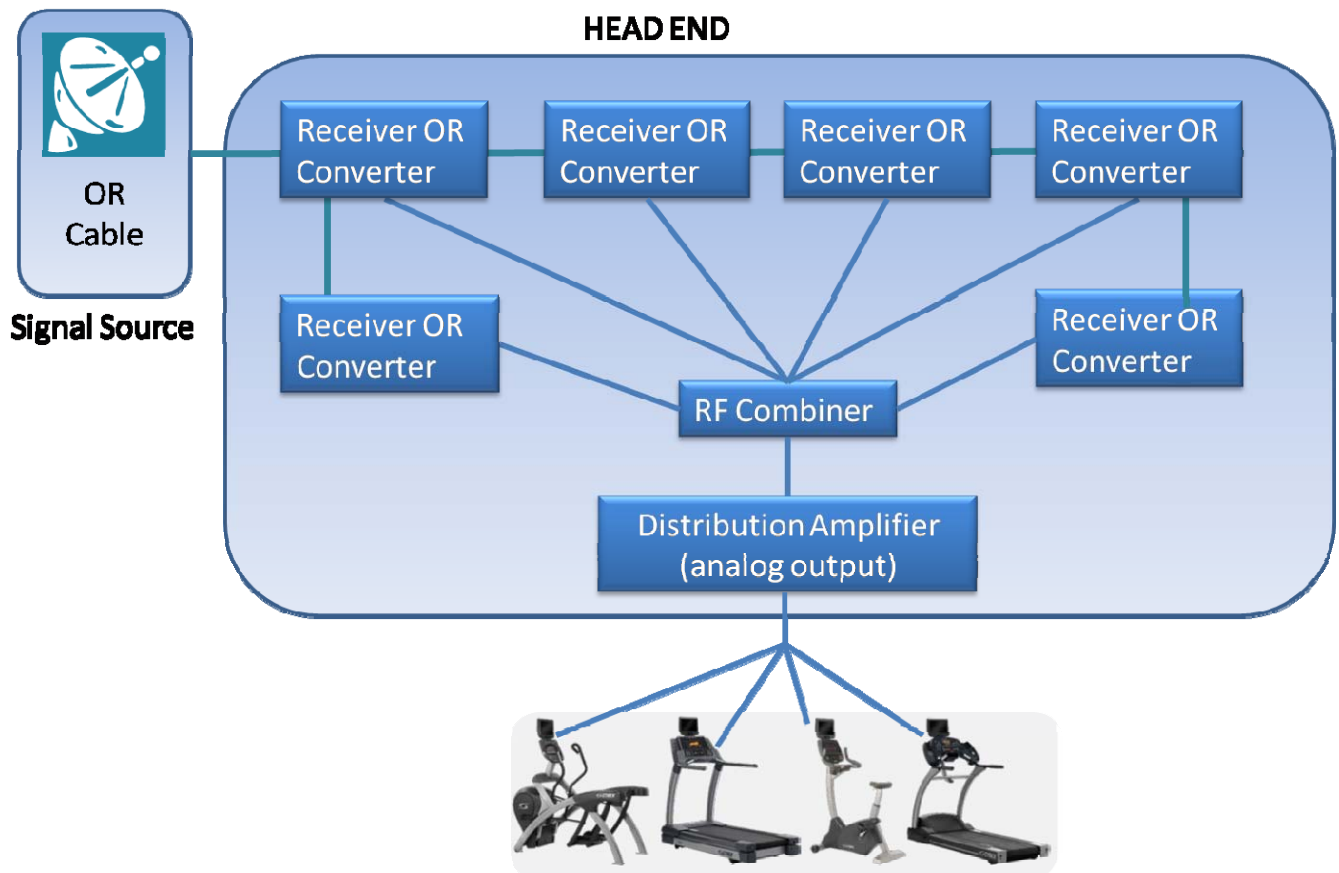 HEAD END
OR
Cable
Signal Source
Receiver OR
Converter
Receiver OR
Converter
Receiver OR
Converter
Receiver OR
Converter
Receiver OR
Converter
Receiver OR
Converter
RF Combiner
Distribution Amplifier
(analog output)